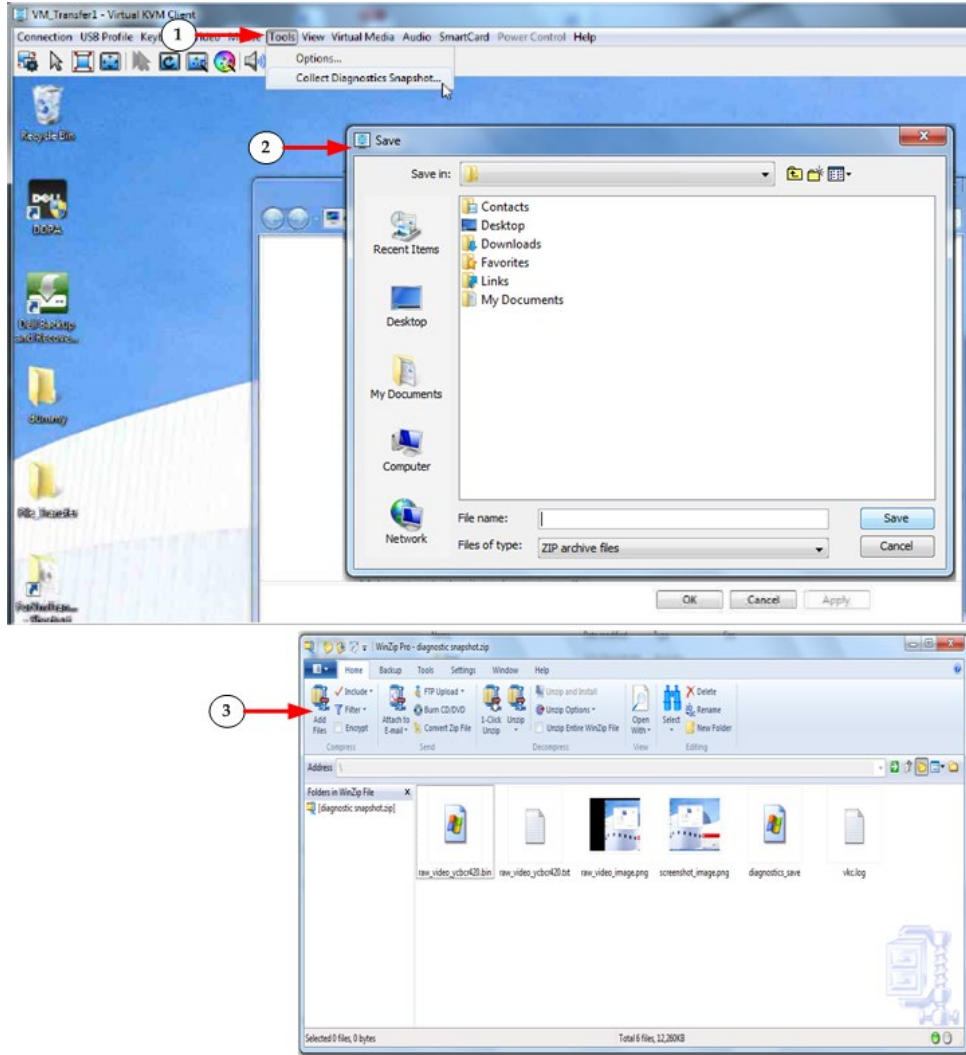 VM_Transfer1 - Virtual KVM Client
1
Connection USB Profile Tools View Virtual Media Audio SmartCard Power Control Help
Options...
Collect Diagnostics Snapshot...
Recycle Bin
2
Save
Save in:
DELL
Contacts
Desktop
Downloads
Favorites
Links
My Documents
Recent Items
Desktop
My Documents
Computer
Network
Dell Backup
and Recove...
File name:
Save
Files of type: ZIP archive files
Cancel
OK Cancel Apply
3
WinZip Pro - diagnostic snapshot.zip
Home Backup Tools Settings Window Help
Add Files
Include
Filter
Encrypt
Compress
Attach to E-mail
FTP Upload
Burn CD/DVD
Convert Zip File
Send
1-Click Unzip
Unzip
Unzip and Install
Unzip Options
Unzip Entire WinZip File
Decompress
Open With
View
Select
Delete
Rename
New Folder
Editing
Address \
Folders in WinZip File X
[diagnostic snapshot.zip]
raw_video_ycbcr420.bin raw_video_ycbcr420.txt raw_video_image.png screenshot_image.png diagnostics_save vkc.log
Selected 0 files, 0 bytes
Total 6 files, 12,260KB